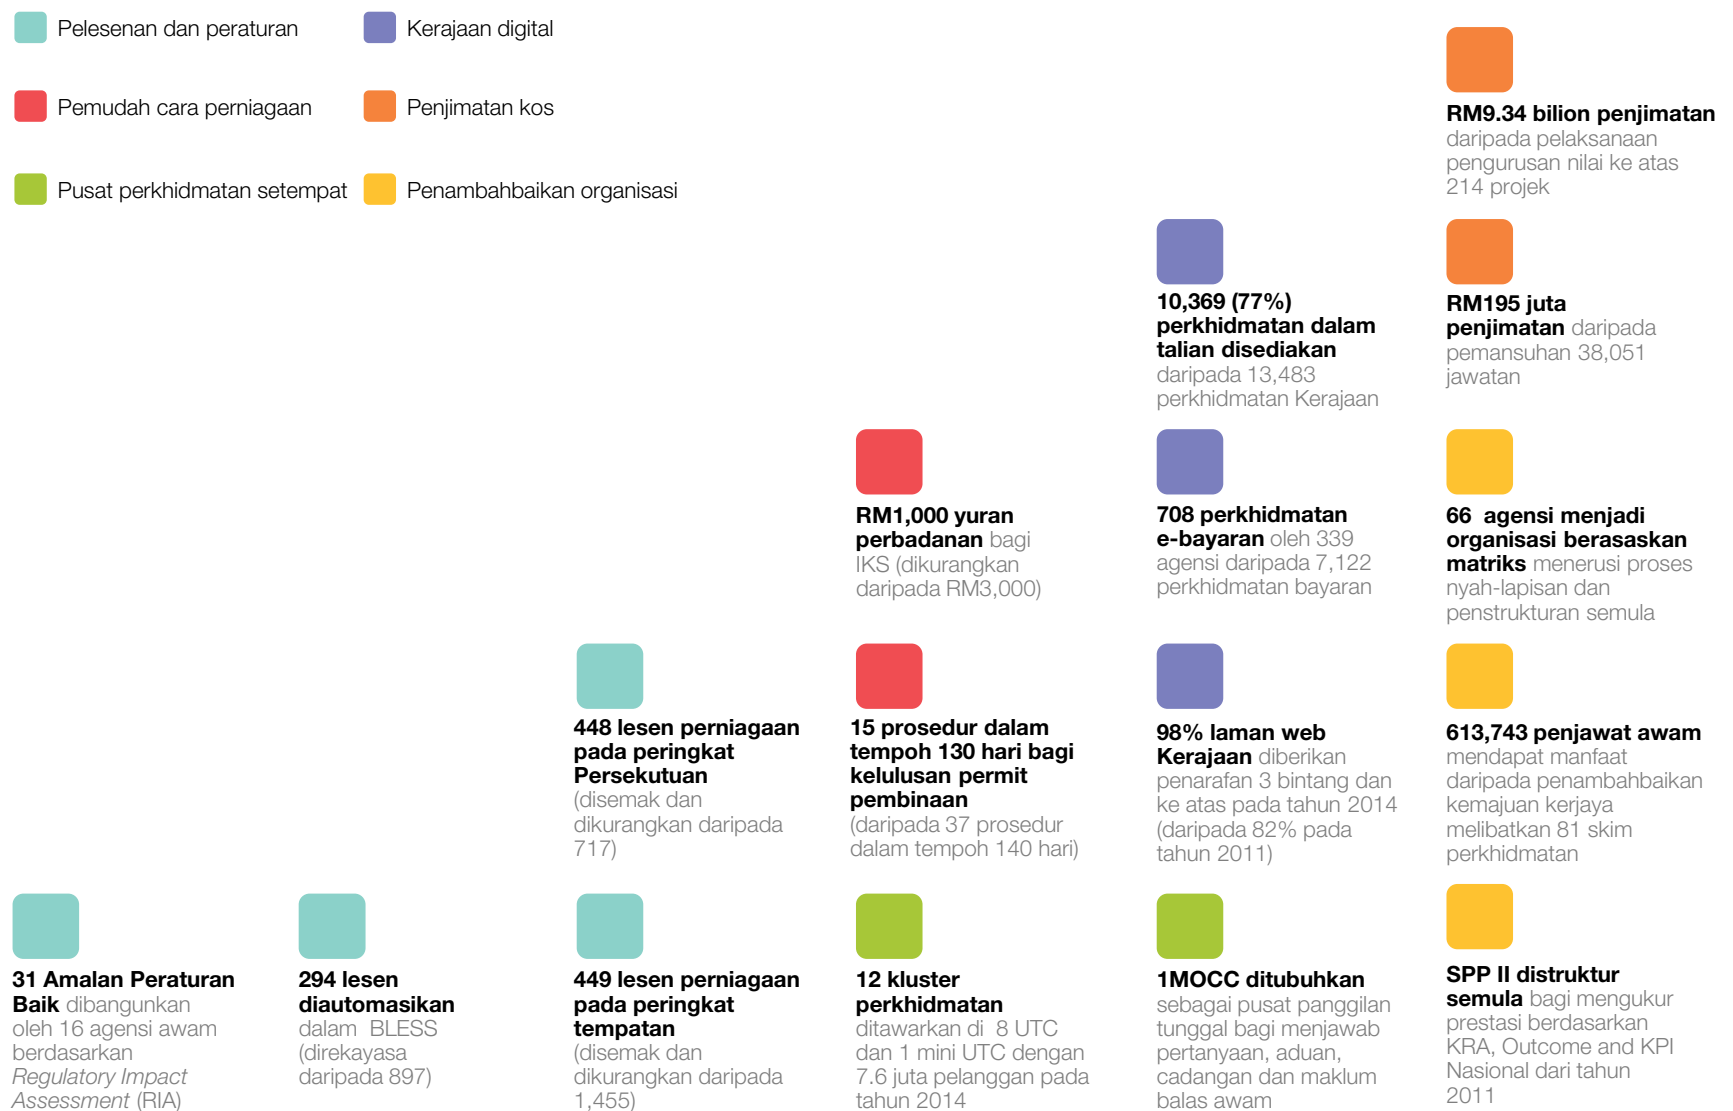 Pelesenan dan peraturan
Kerajaan digital
Pemudah cara perniagaan
Penjimatan kos
Pusat perkhidmatan setempat
Penambahbaikan organisasi
RM9.34 bilion penjimatan
daripada pelaksanaan
pengurusan nilai ke atas
214 projek
10,369 (77%)
perkhidmatan dalam
talian disediakan
daripada 13,483
perkhidmatan Kerajaan
RM195 juta
penjimatan daripada
pemansuhan 38,051
jawatan
RM1,000 yuran
perbadanan bagi
IKS (dikurangkan
daripada RM3,000)
708 perkhidmatan
e-bayaran oleh 339
agensi daripada 7,122
perkhidmatan bayaran
66 agensi menjadi
organisasi berasaskan
matriks menerusi proses
nyah-lapisan dan
penstrukturan semula
448 lesen perniagaan
pada peringkat
Persekutuan
(disemak dan
dikurangkan daripada
717)
15 prosedur dalam
tempoh 130 hari bagi
kelulusan permit
pembinaan
(daripada 37 prosedur
dalam tempoh 140 hari)
98% laman web
Kerajaan diberikan
penarafan 3 bintang dan
ke atas pada tahun 2014
(daripada 82% pada
tahun 2011)
613,743 penjawat awam
mendapat manfaat
daripada penambahbaikan
kemajuan kerjaya
melibatkan 81 skim
perkhidmatan
31 Amalan Peraturan
Baik dibangunkan
oleh 16 agensi awam
berdasarkan
Regulatory Impact
Assessment (RIA)
294 lesen
diautomasikan
dalam BLESS
(direkayasa
daripada 897)
449 lesen perniagaan
pada peringkat
tempatan
(disemak dan
dikurangkan daripada
1,455)
12 kluster
perkhidmatan
ditawarkan di 8 UTC
dan 1 mini UTC dengan
7.6 juta pelanggan pada
tahun 2014
1MOCC ditubuhkan
sebagai pusat panggilan
tunggal bagi menjawab
pertanyaan, aduan,
cadangan dan maklum
balas awam
SPP II distruktur
semula bagi mengukur
prestasi berdasarkan
KRA, Outcome and KPI
Nasional dari tahun
2011